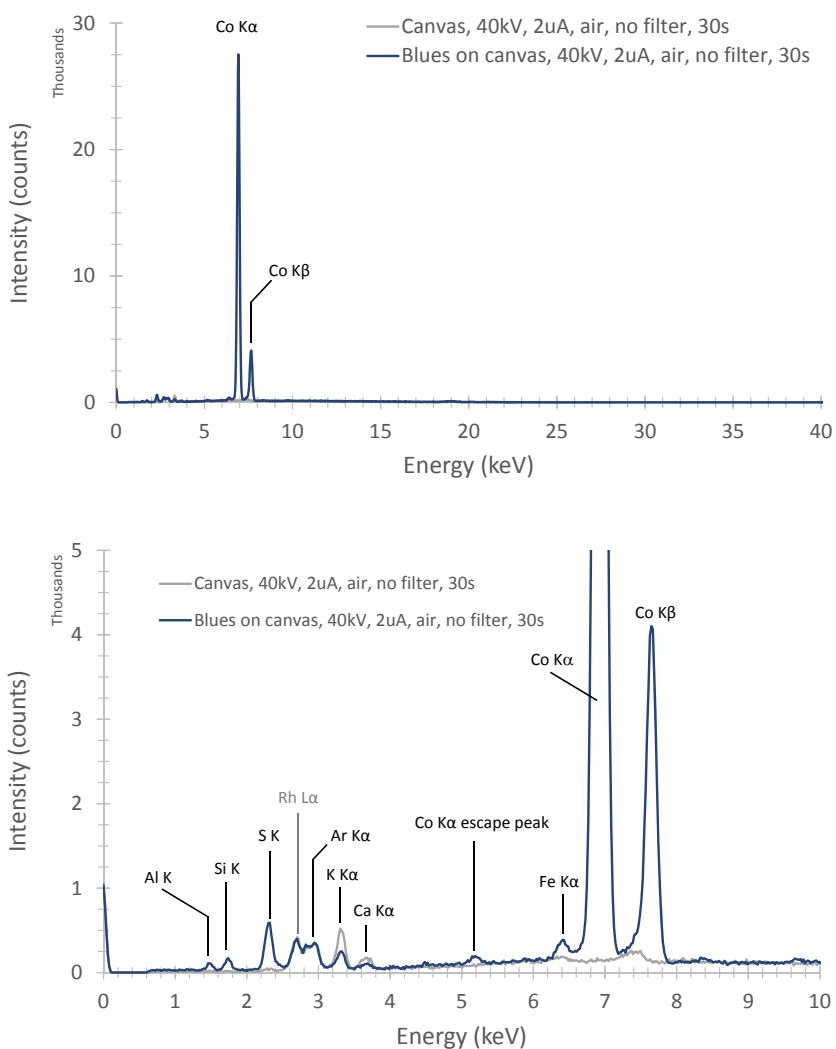 Thousands
Intensity (counts)
30
20
10
0
Co Kα
Co Kβ
Canvas, 40kV, 2uA, air, no filter, 30s
Blues on canvas, 40kV, 2uA, air, no filter, 30s
0 5 10 15 20 25 30 35 40
Energy (keV)
Thousands
Intensity (counts)
5
4
3
2
1
0
Canvas, 40kV, 2uA, air, no filter, 30s
Blues on canvas, 40kV, 2uA, air, no filter, 30s
Co Kβ
Co Kα
Rh Lα
S K
Ar Kα
Co Kα escape peak
Si K
Al K
K Kα
Fe Kα
Ca Kα
0 1 2 3 4 5 6 7 8 9 10
Energy (keV)